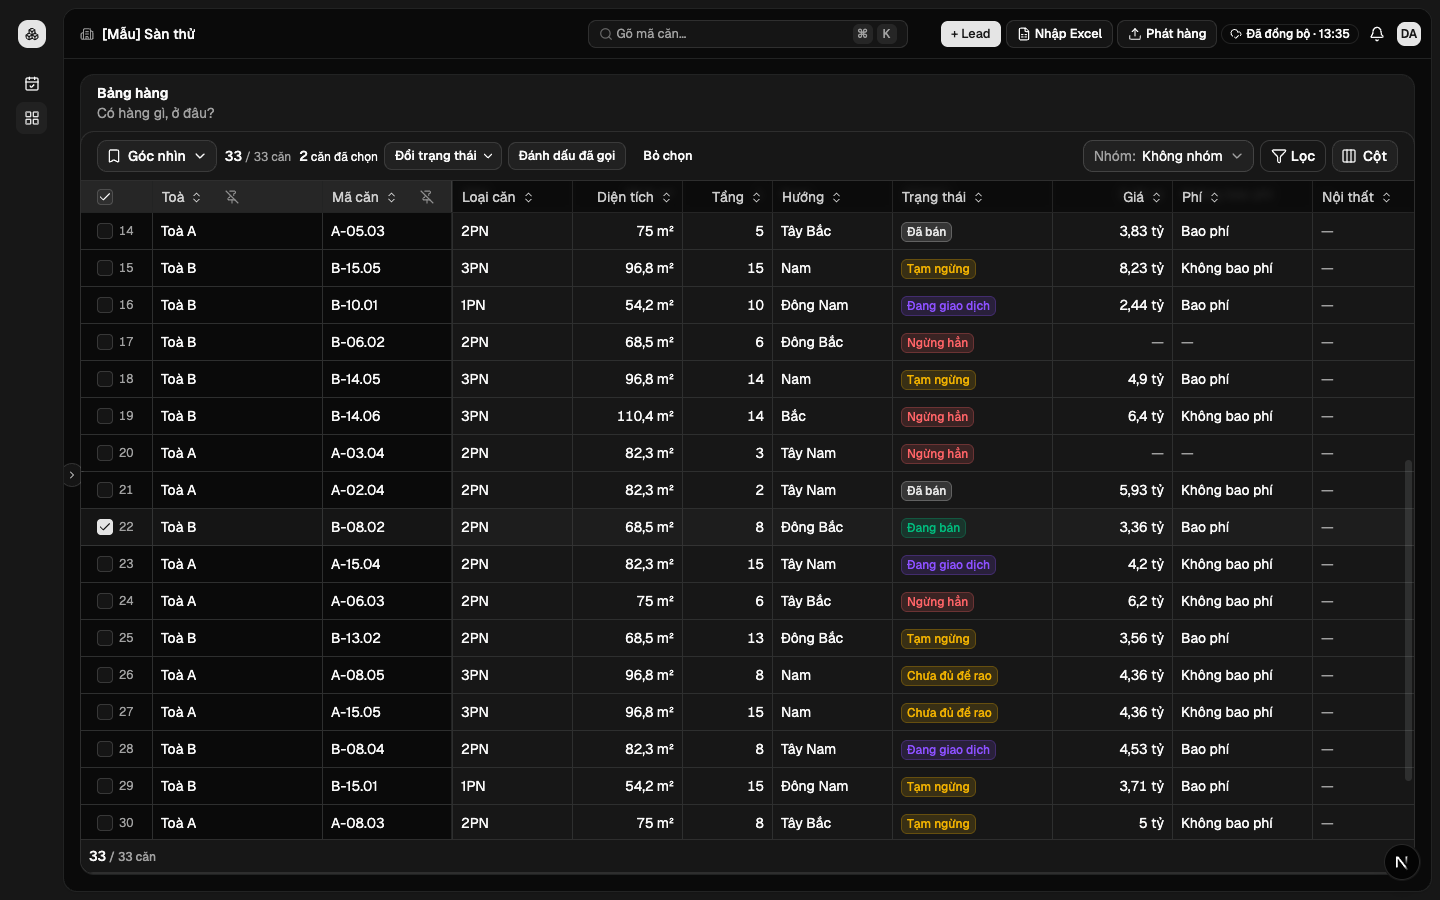 [Mẫu] Sàn thử
Gõ mã căn...
⌘ K
+ Lead
Nhập Excel
Phát hàng
Đã đồng bộ · 13:35
DA
Bảng hàng
Có hàng gì, ở đâu?
Góc nhìn
33 / 33 căn
2 căn đã chọn
Đổi trạng thái
Đánh dấu đã gọi
Bỏ chọn
Nhóm: Không nhóm
Lọc
Cột
Toà Mã căn Loại căn Diện tích Tầng Hướng Trạng thái Giá Phí Nội thất
14 Toà A A-05.03 2PN 75 m² 5 Tây Bắc Đã bán 3,83 tỷ Bao phí —
15 Toà B B-15.05 3PN 96,8 m² 15 Nam Tạm ngừng 8,23 tỷ Không bao phí —
16 Toà B B-10.01 1PN 54,2 m² 10 Đông Nam Đang giao dịch 2,44 tỷ Bao phí —
17 Toà B B-06.02 2PN 68,5 m² 6 Đông Bắc Ngừng hẳn — — —
18 Toà B B-14.05 3PN 96,8 m² 14 Nam Tạm ngừng 4,9 tỷ Bao phí —
19 Toà B B-14.06 3PN 110,4 m² 14 Bắc Ngừng hẳn 6,4 tỷ Không bao phí —
20 Toà A A-03.04 2PN 82,3 m² 3 Tây Nam Ngừng hẳn — — —
21 Toà A A-02.04 2PN 82,3 m² 2 Tây Nam Đã bán 5,93 tỷ Không bao phí —
22 Toà B B-08.02 2PN 68,5 m² 8 Đông Bắc Đang bán 3,36 tỷ Bao phí —
23 Toà A A-15.04 2PN 82,3 m² 15 Tây Nam Đang giao dịch 4,2 tỷ Không bao phí —
24 Toà A A-06.03 2PN 75 m² 6 Tây Bắc Ngừng hẳn 6,2 tỷ Không bao phí —
25 Toà B B-13.02 2PN 68,5 m² 13 Đông Bắc Tạm ngừng 3,56 tỷ Bao phí —
26 Toà A A-08.05 3PN 96,8 m² 8 Nam Chưa đủ để rao 4,36 tỷ Không bao phí —
27 Toà A A-15.05 3PN 96,8 m² 15 Nam Chưa đủ để rao 4,36 tỷ Không bao phí —
28 Toà B B-08.04 2PN 82,3 m² 8 Tây Nam Đang giao dịch 4,53 tỷ Bao phí —
29 Toà B B-15.01 1PN 54,2 m² 15 Đông Nam Tạm ngừng 3,71 tỷ Bao phí —
30 Toà A A-08.03 2PN 75 m² 8 Tây Bắc Tạm ngừng 5 tỷ Không bao phí —
33 / 33 căn
N